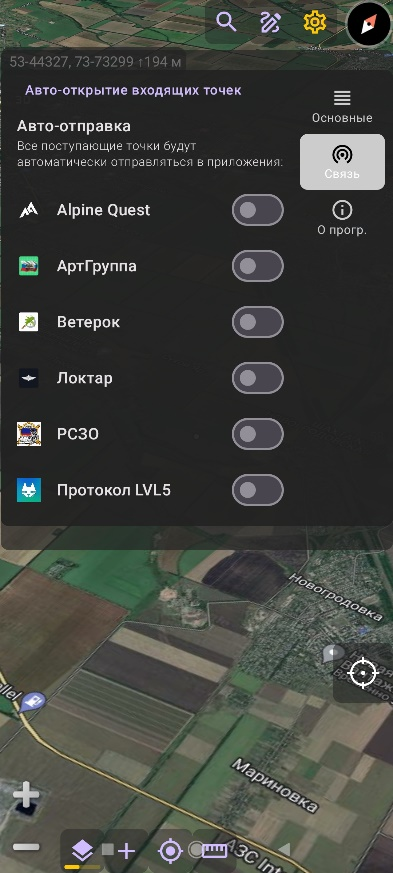 53-44327, 73-73299 ↑194 м
Авто-открытие входящих точек
Авто-отправка
Все поступающие точки будут
автоматически отправляться в приложения:
Основные
Связь
О прогр.
Alpine Quest
АртГруппа
Ветерок
Локтар
РСЗО
Протокол LVL5
Новогродовка
Мариновка
АЗС Int